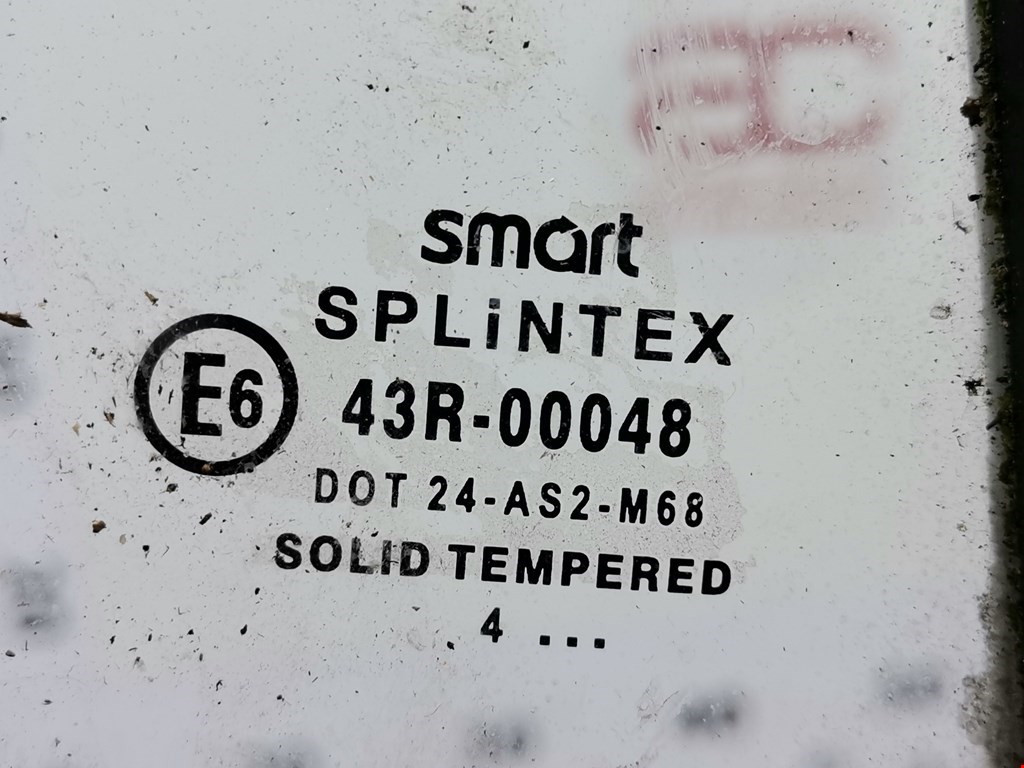 smart
SPLiNTEX
E6 43R-00048
DOT 24-AS2-M68
SOLID TEMPERED
4 ...